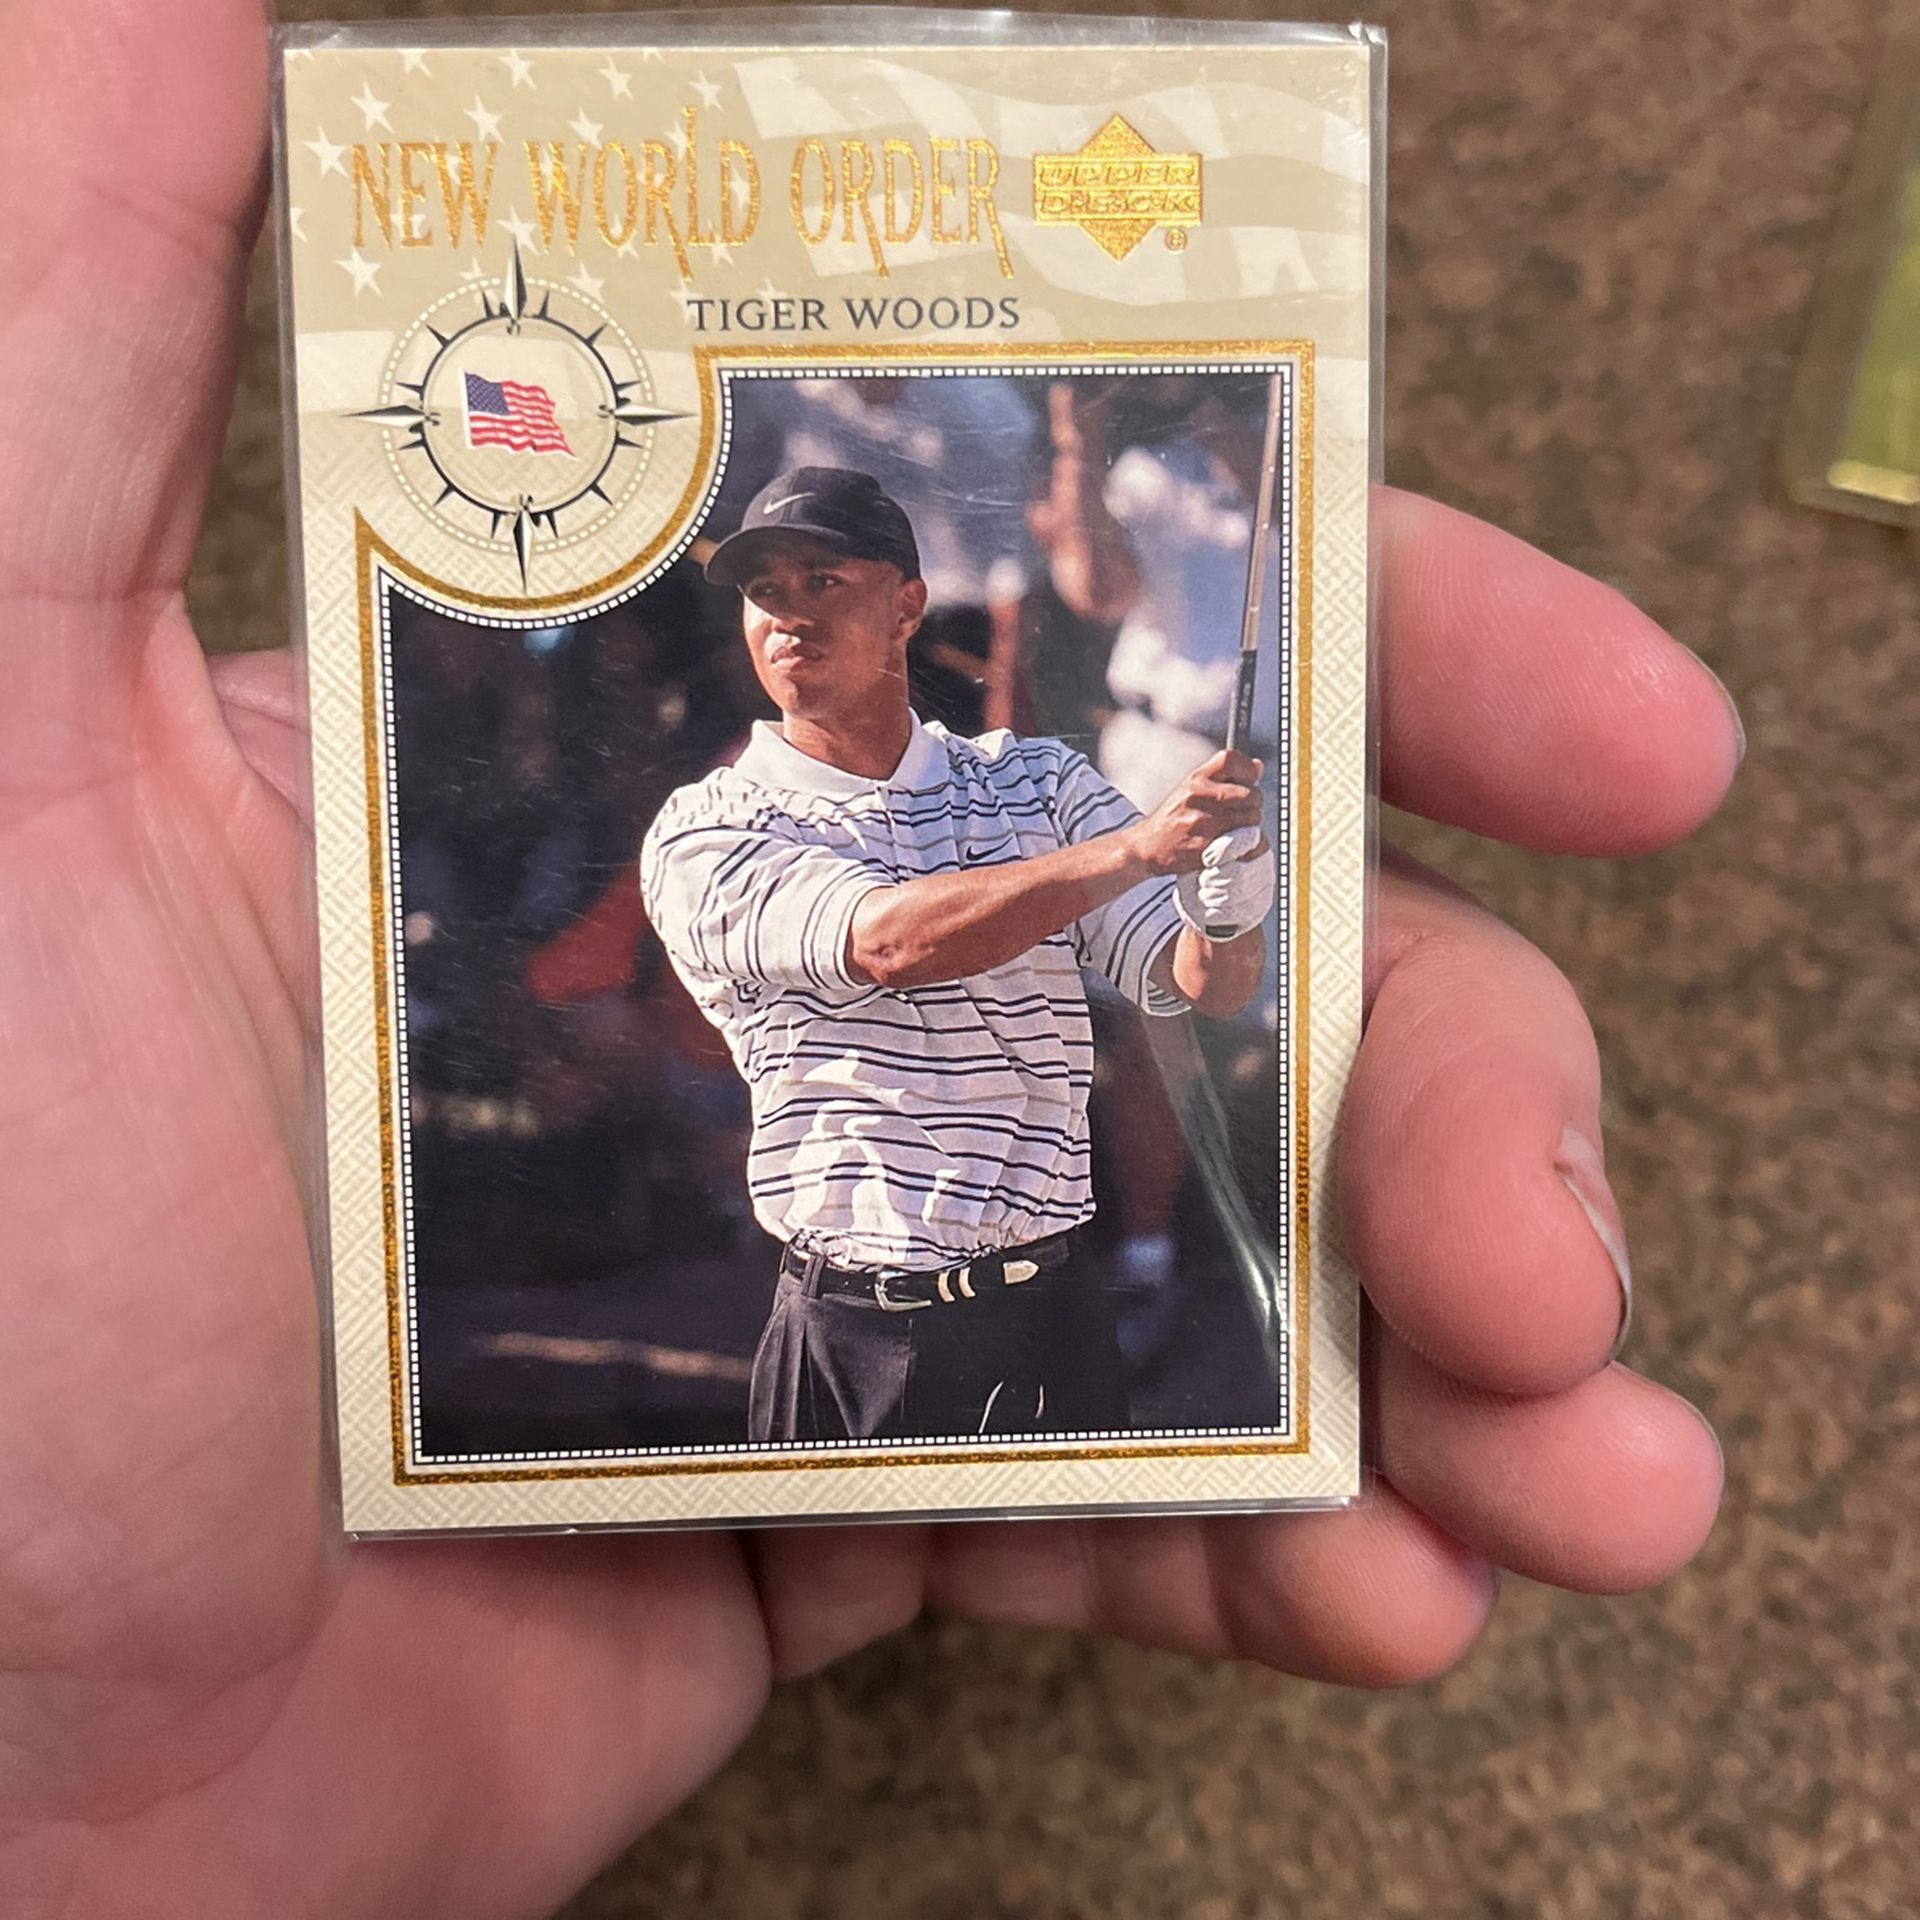 NEW WORLD ORDER
UPPER
DECK
®
TIGER WOODS